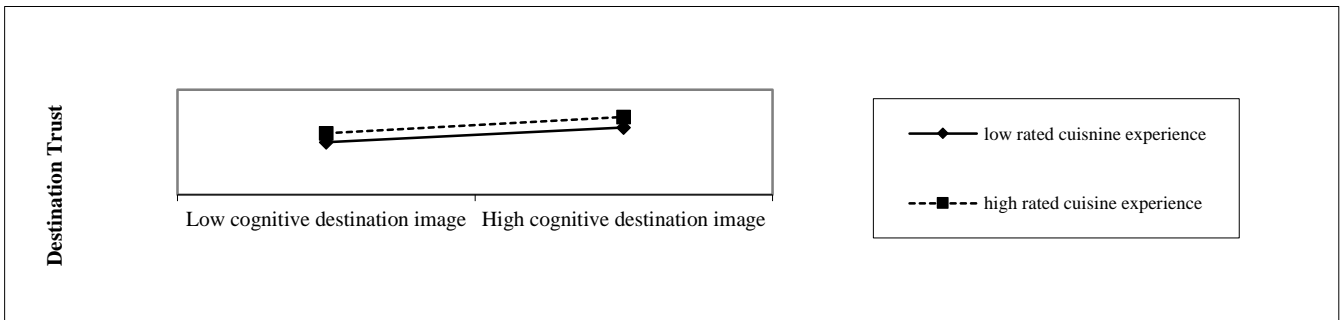 Destination Trust
Low cognitive destination image
High cognitive destination image
low rated cuisnine experience
high rated cuisine experience